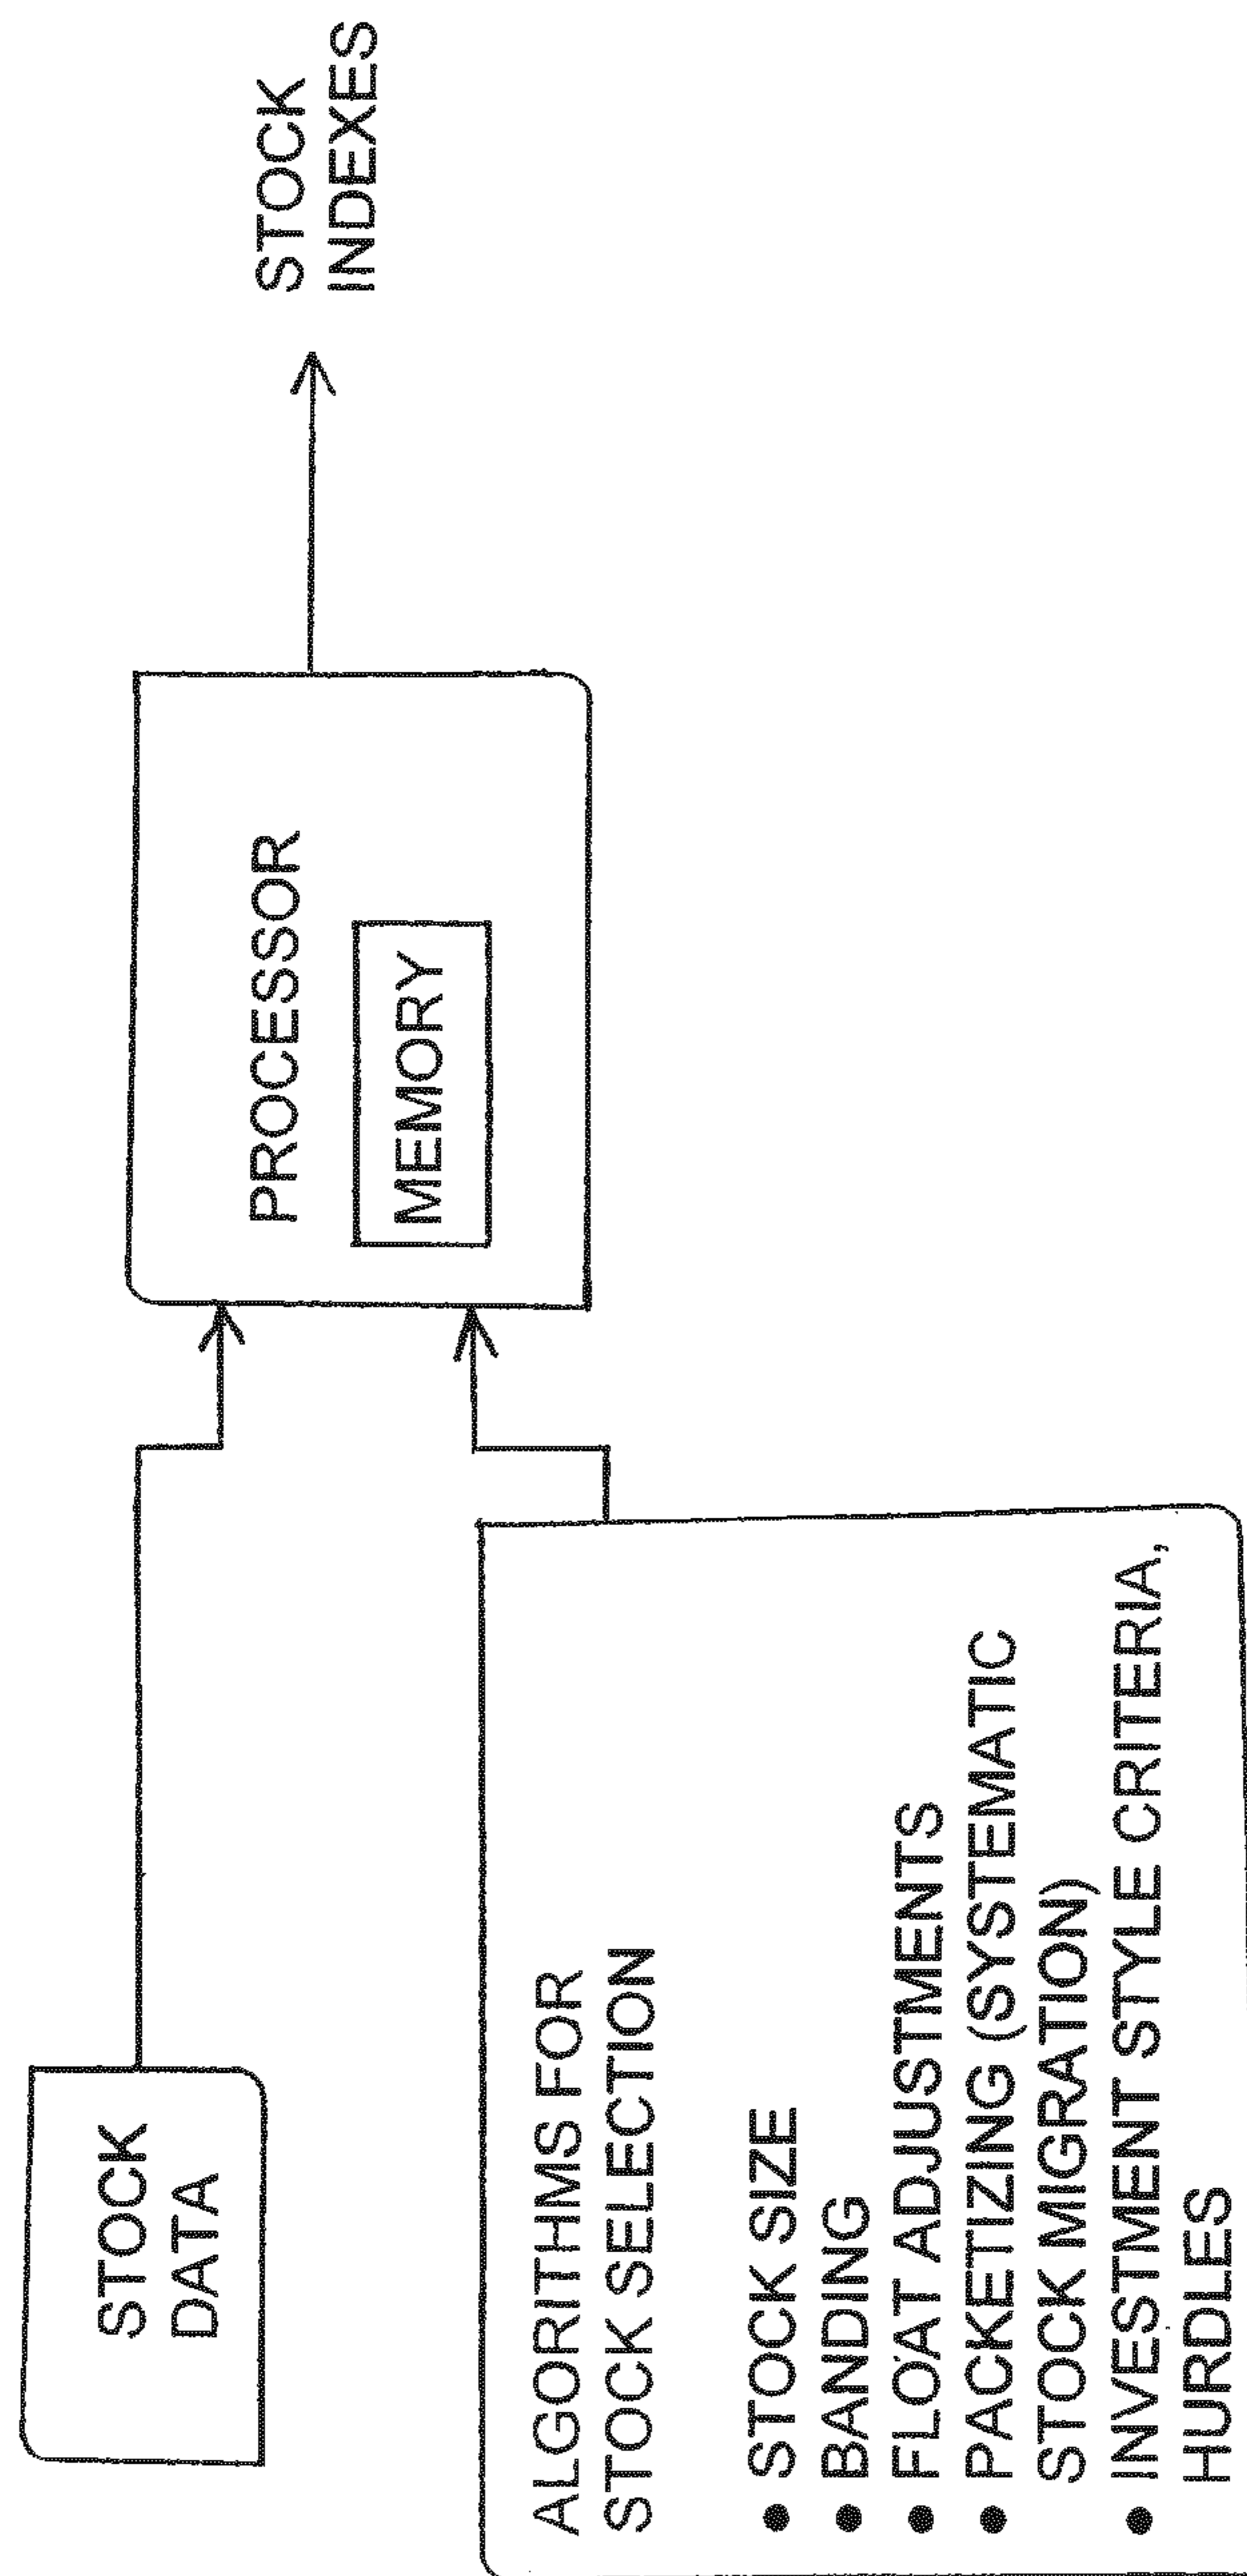 STOCK
DATA
ALGORITHMS FOR
STOCK SELECTION
● STOCK SIZE
● BANDING
● FLOAT ADJUSTMENTS
● PACKETIZING (SYSTEMATIC
STOCK MIGRATION)
● INVESTMENT STYLE CRITERIA,
HURDLES
PROCESSOR
MEMORY
STOCK
INDEXES